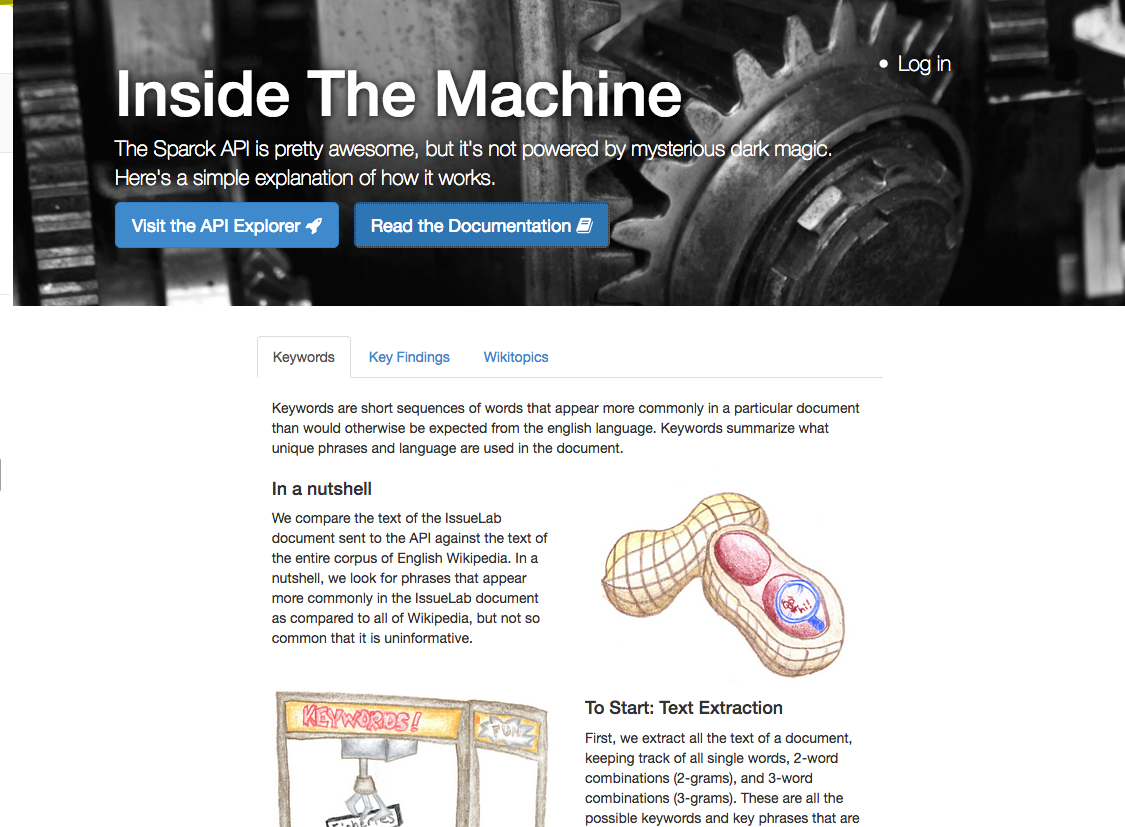 Log in
Inside The Machine
The Sparck API is pretty awesome, but it's not powered by mysterious dark magic.
Here's a simple explanation of how it works.
Visit the API Explorer
Read the Documentation
Keywords
Key Findings
Wikitopics
Keywords are short sequences of words that appear more commonly in a particular document
than would otherwise be expected from the english language. Keywords summarize what
unique phrases and language are used in the document.
In a nutshell
We compare the text of the IssueLab
document sent to the API against the text of
the entire corpus of English Wikipedia. In a
nutshell, we look for phrases that appear
more commonly in the IssueLab document
as compared to all of Wikipedia, but not so
common that it is uninformative.
hi!!
KEYWORDS!
FUN
Fisheries
To Start: Text Extraction
First, we extract all the text of a document,
keeping track of all single words, 2-word
combinations (2-grams), and 3-word
combinations (3-grams). These are all the
possible keywords and key phrases that are